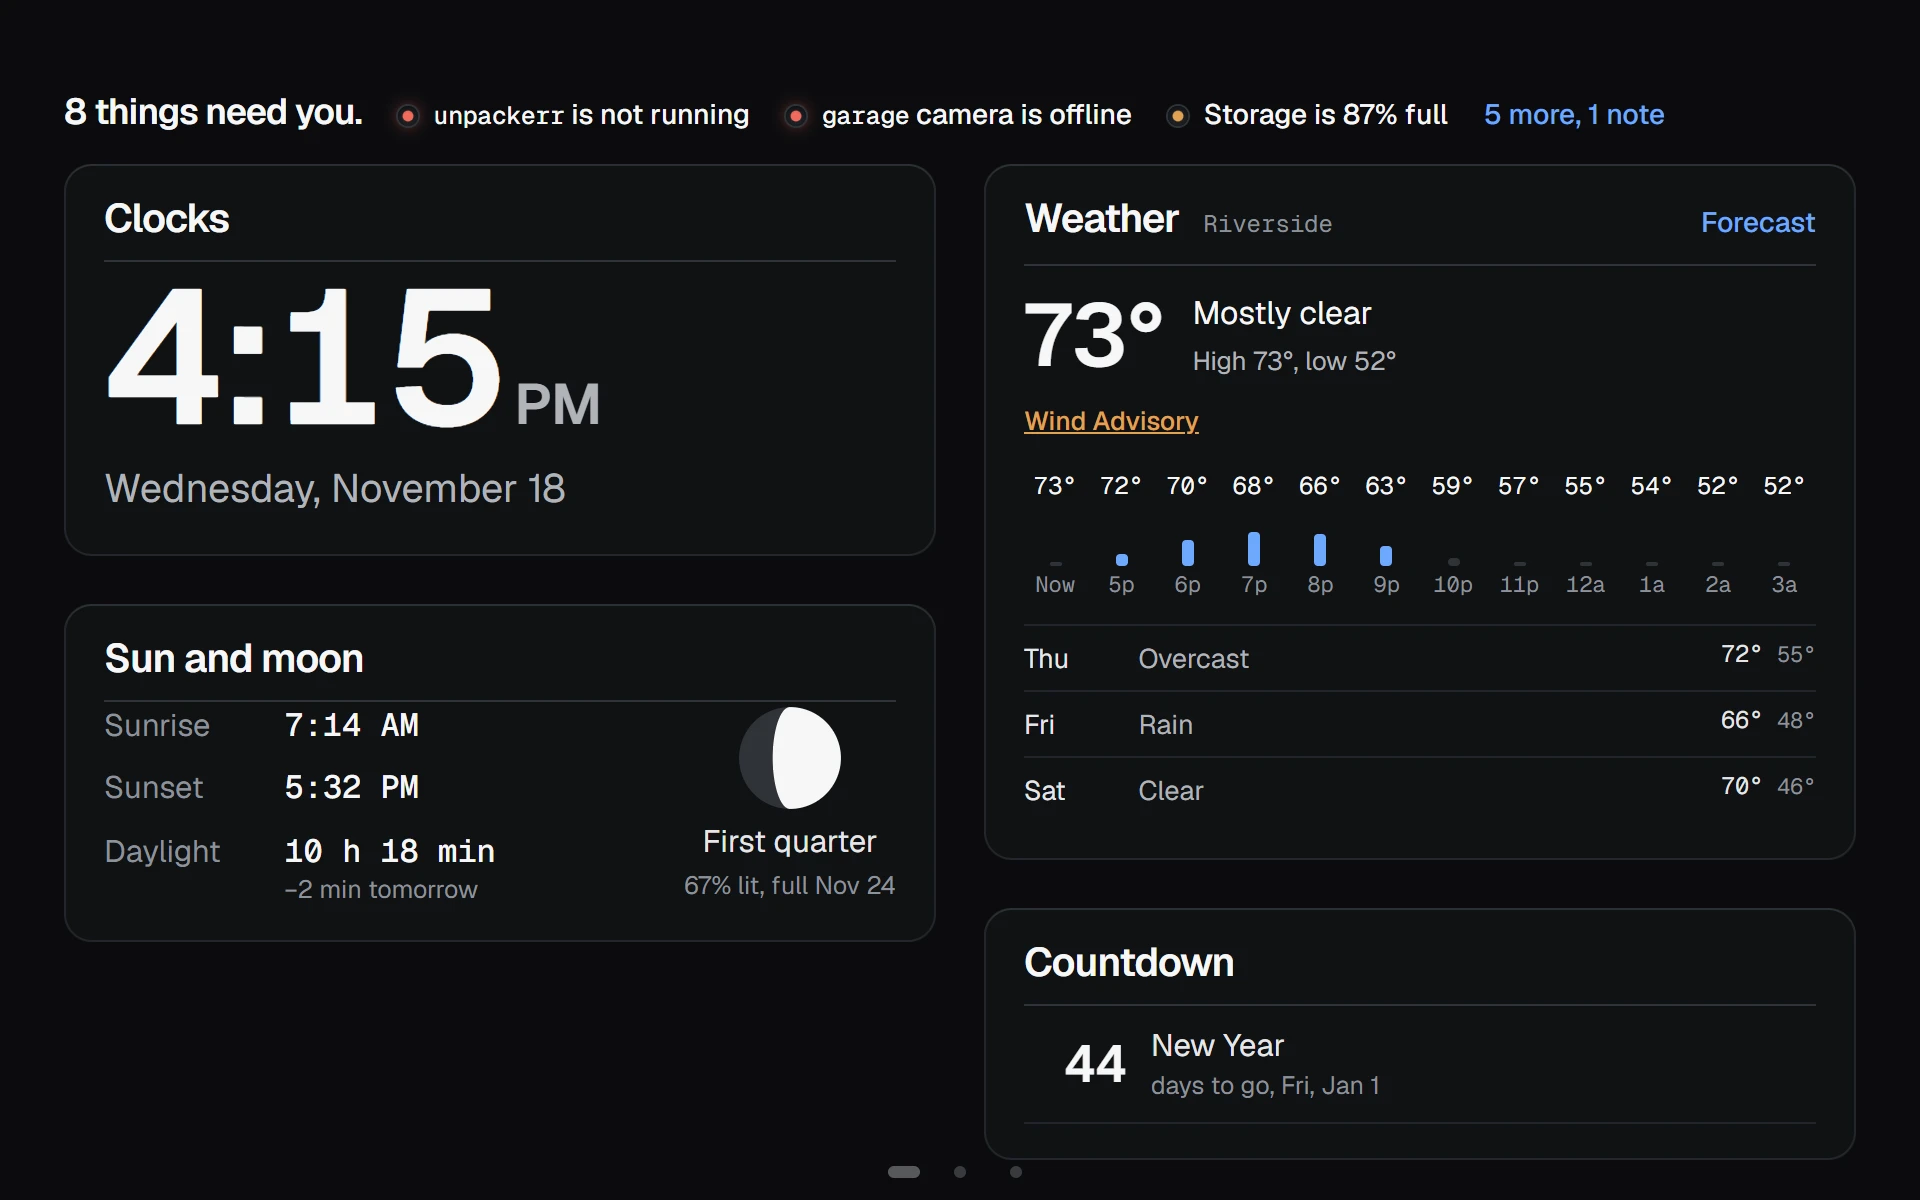 8 things need you. unpackerr is not running garage camera is offline Storage is 87% full 5 more, 1 note
Clocks
4:15 PM
Wednesday, November 18
Sun and moon
Sunrise 7:14 AM
Sunset 5:32 PM
Daylight 10 h 18 min
−2 min tomorrow
First quarter
67% lit, full Nov 24
Weather Riverside Forecast
73° Mostly clear
High 73°, low 52°
Wind Advisory
73° 72° 70° 68° 66° 63° 59° 57° 55° 54° 52° 52°
Now 5p 6p 7p 8p 9p 10p 11p 12a 1a 2a 3a
Thu Overcast 72° 55°
Fri Rain 66° 48°
Sat Clear 70° 46°
Countdown
44 New Year
days to go, Fri, Jan 1